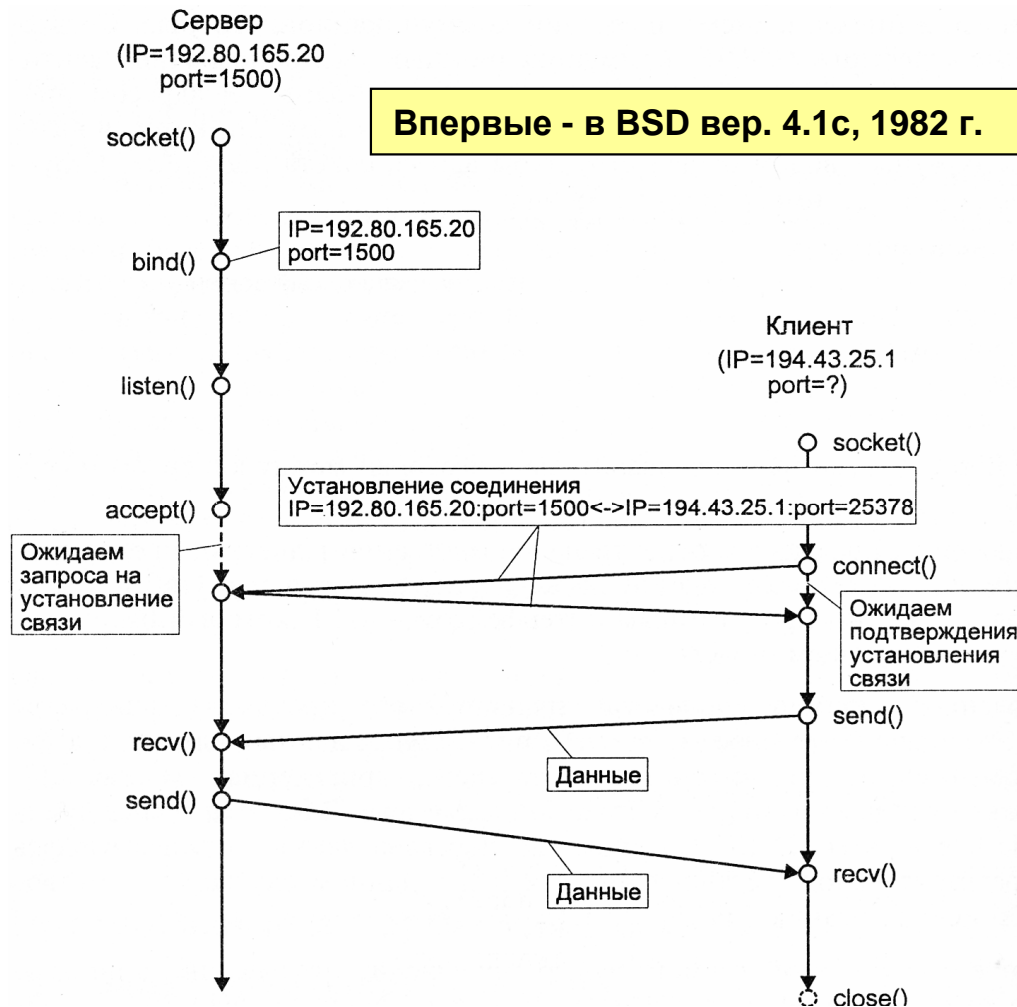 Сервер
(IP=192.80.165.20
port=1500)
Впервые - в BSD вер. 4.1c, 1982 г.
socket()
IP=192.80.165.20
port=1500
bind()
Клиент
(IP=194.43.25.1
port=?)
listen()
socket()
Установление соединения
IP=192.80.165.20:port=1500<->IP=194.43.25.1:port=25378
accept()
Ожидаем
запроса на
установление
связи
connect()
Ожидаем
подтверждения
установления
связи
send()
recv()
Данные
send()
recv()
Данные
close()